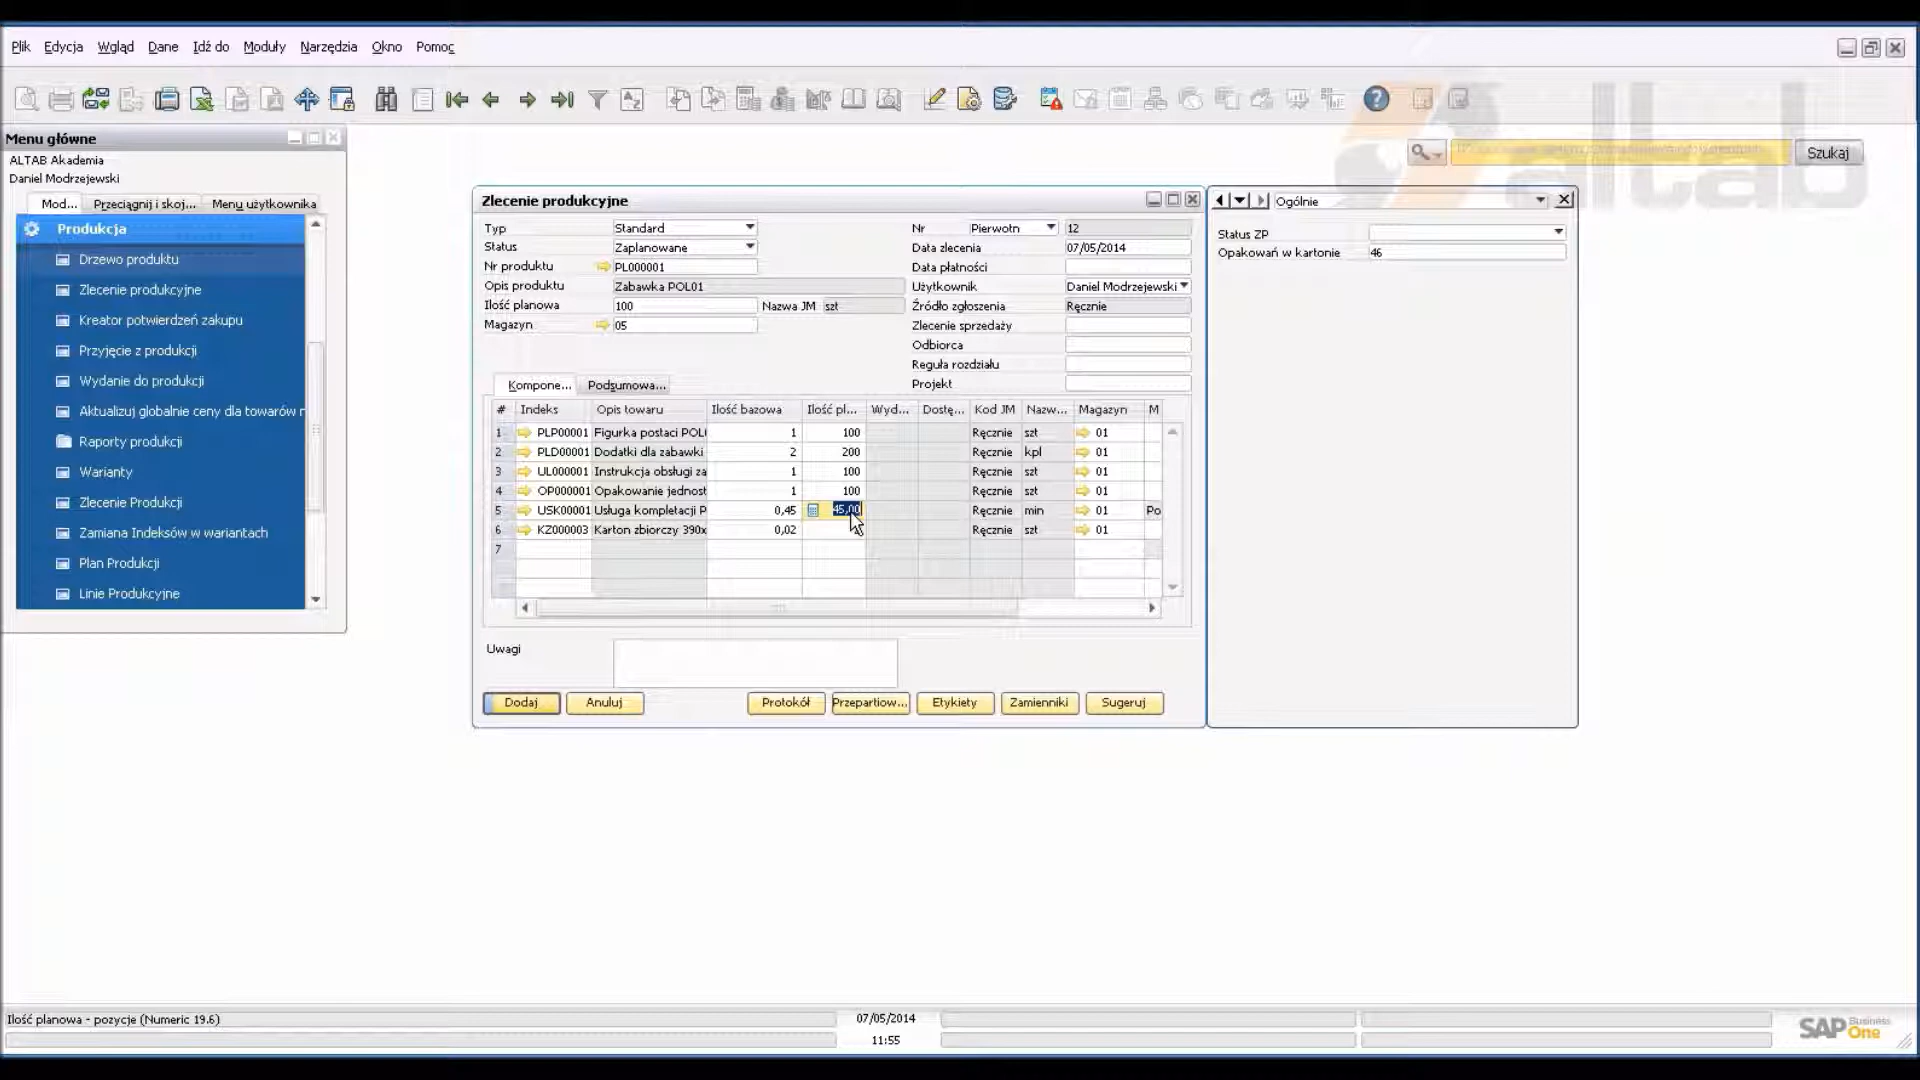 Plik Edycja Wgląd Dane Idź do Moduły Narzędzia Okno Pomoc
altab
Menu główne
ALTAB Akademia
Daniel Modrzejewski
Mod... Przeciągnij i skoj... Menu użytkownika
Produkcja
Drzewo produktu
Zlecenie produkcyjne
Kreator potwierdzeń zakupu
Przyjęcie z produkcji
Wydanie do produkcji
Aktualizuj globalnie ceny dla towarów r
Raporty produkcji
Warianty
Zlecenie Produkcji
Zamiana Indeksów w wariantach
Plan Produkcji
Linie Produkcyjne
Szukaj
Zlecenie produkcyjne
Typ Standard
Status Zaplanowane
Nr produktu PL000001
Opis produktu Zabawka POL01
Ilość planowa 100 Nazwa JM szt
Magazyn 05
Nr Pierwotn 12
Data zlecenia 07/05/2014
Data płatności
Użytkownik Daniel Modrzejewski
Źródło zgłoszenia Ręcznie
Zlecenie sprzedaży
Odbiorca
Reguła rozdziału
Projekt
Kompone... Podsumowa...
# Indeks Opis towaru Ilość bazowa Ilość pl... Wyd... Dostę... Kod JM Nazw... Magazyn M
1 PLP00001 Figurka postaci POL 1 100 Ręcznie szt 01
2 PLD00001 Dodatki dla zabawki 2 200 Ręcznie kpl 01
3 UL000001 Instrukcja obsługi za 1 100 Ręcznie szt 01
4 OP000001 Opakowanie jednost 1 100 Ręcznie szt 01
5 USK00001 Usługa kompletacji P 0,45 45,00 Ręcznie min 01 Po
6 KZ000003 Karton zbiorczy 390x 0,02 Ręcznie szt 01
7
Uwagi
Dodaj Anuluj Protokół Przepartiow... Etykiety Zamienniki Sugeruj
Ogólnie
Status ZP
Opakowań w kartonie 46
Ilość planowa - pozycje (Numeric 19.6)
07/05/2014
11:55
SAP Business One